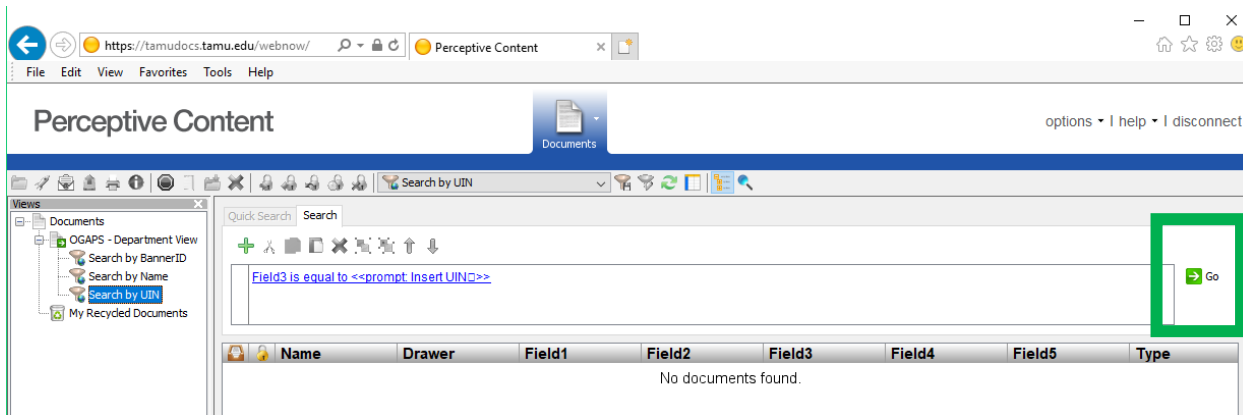 https://tamudocs.tamu.edu/webnow/ Perceptive Content
File Edit View Favorites Tools Help
Perceptive Content
Documents
options I help I disconnect
Search by UIN
Views
Documents
OGAPS - Department View
Search by BannerID
Search by Name
Search by UIN
My Recycled Documents
Quick Search Search
Field3 is equal to <<prompt: Insert UIN□>>
Go
Name Drawer Field1 Field2 Field3 Field4 Field5 Type
No documents found.